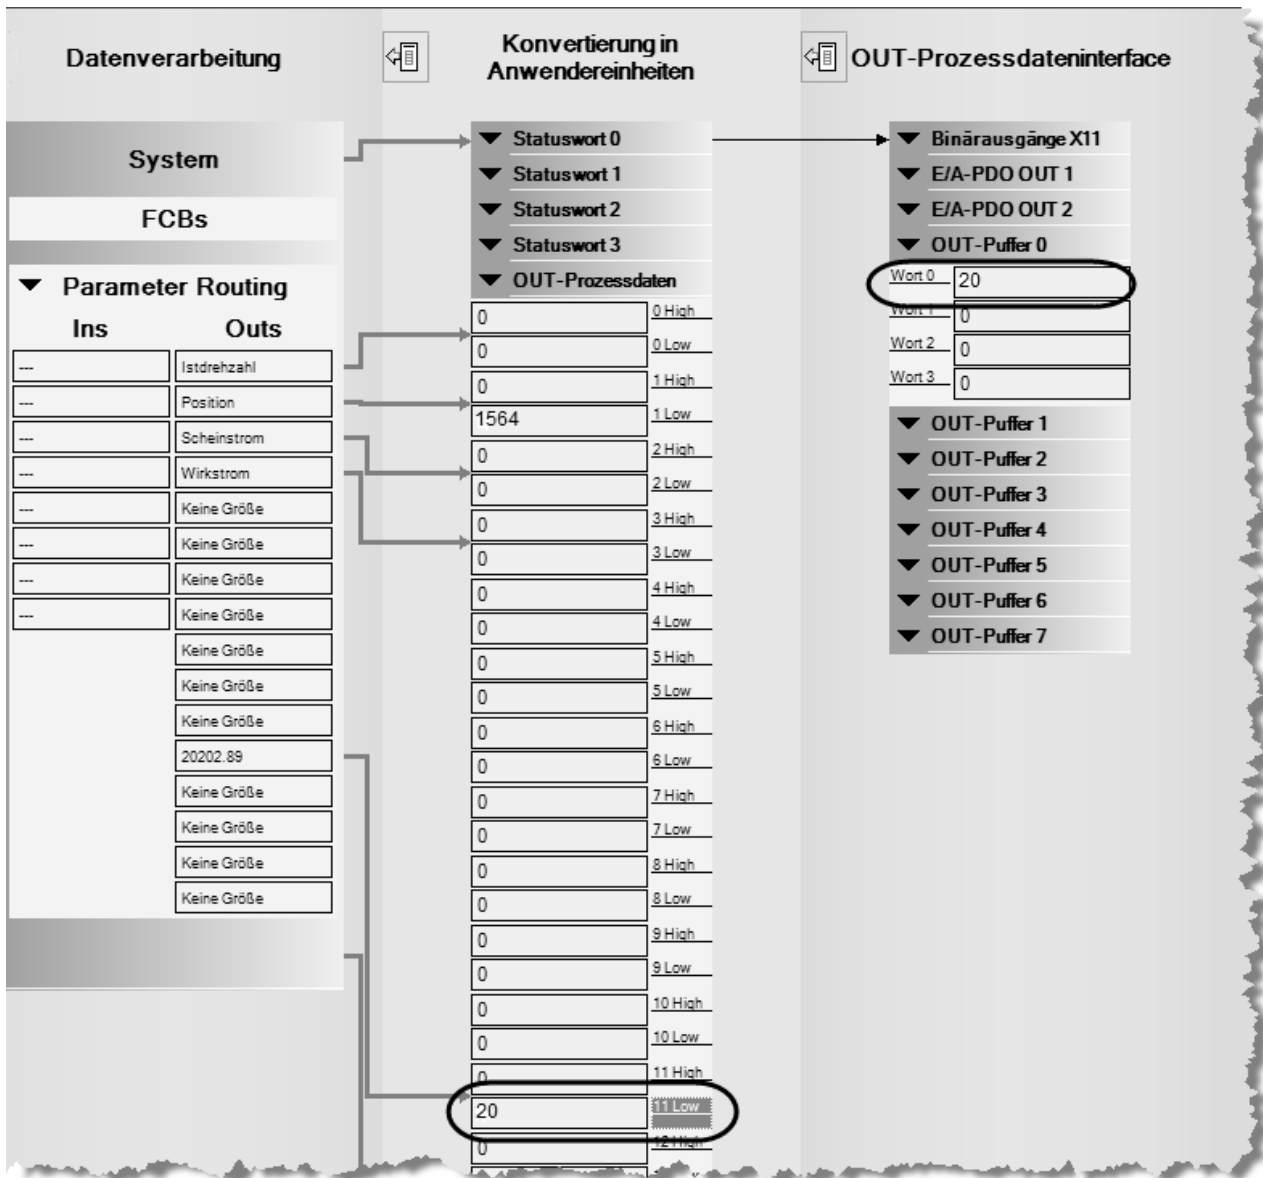 Datenverarbeitung
Konvertierung in
Anwendereinheiten
OUT-Prozessdateninterface
System
FCBs
Parameter Routing
Ins Outs
--- Istdrehzahl
--- Position
--- Scheinstrom
--- Wirkstrom
--- Keine Größe
--- Keine Größe
--- Keine Größe
--- Keine Größe
Keine Größe
Keine Größe
Keine Größe
20202.89
Keine Größe
Keine Größe
Keine Größe
Keine Größe
Statuswort 0
Statuswort 1
Statuswort 2
Statuswort 3
OUT-Prozessdaten
0 0 High
0 0 Low
0 1 High
1564 1 Low
0 2 High
0 2 Low
0 3 High
0 3 Low
0 4 High
0 4 Low
0 5 High
0 5 Low
0 6 High
0 6 Low
0 7 High
0 7 Low
0 8 High
0 8 Low
0 9 High
0 9 Low
0 10 High
0 10 Low
0 11 High
20 11 Low
0 12 High
Binärausgänge X11
E/A-PDO OUT 1
E/A-PDO OUT 2
OUT-Puffer 0
Wort 0 20
Wort 1 0
Wort 2 0
Wort 3 0
OUT-Puffer 1
OUT-Puffer 2
OUT-Puffer 3
OUT-Puffer 4
OUT-Puffer 5
OUT-Puffer 6
OUT-Puffer 7